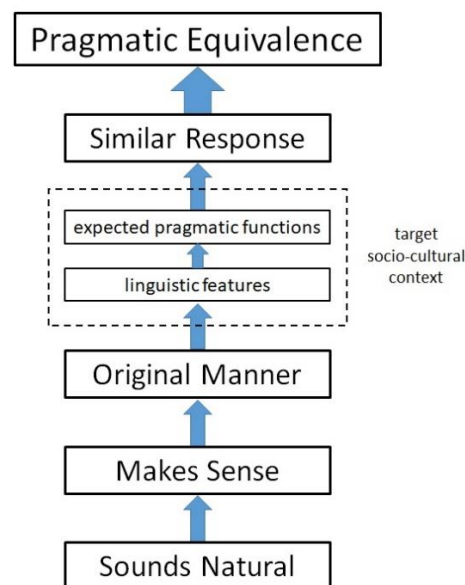 Pragmatic Equivalence
Similar Response
expected pragmatic functions
target
socio-cultural
context
linguistic features
Original Manner
Makes Sense
Sounds Natural